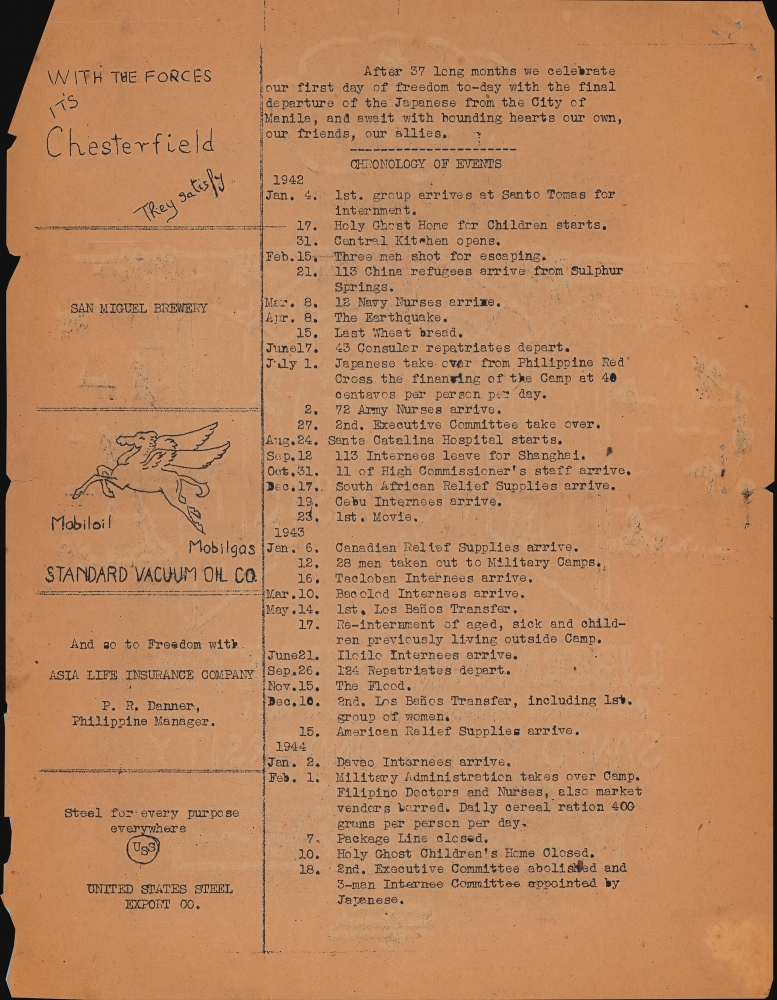 WITH THE FORCES
ITS
Chesterfield
They satisfy
SAN MIGUEL BREWERY
Mobiloil
Mobilgas
STANDARD VACUUM OIL CO.
And so to Freedom with
ASIA LIFE INSURANCE COMPANY
P. R. Danner,
Philippine Manager.
Steel for every purpose
everywhere
USS
UNITED STATES STEEL
EXPORT CO.
After 37 long months we celebrate
our first day of freedom to-day with the final
departure of the Japanese from the City of
Manila, and await with bounding hearts our own,
our friends, our allies.
CHRONOLOGY OF EVENTS
1942
Jan. 4. 1st. group arrives at Santo Tomas for
internment.
17. Holy Ghost Home for Children starts.
31. Central Kitchen opens.
Feb.15. Three men shot for escaping.
21. 113 China refugees arrive from Sulphur
Springs.
Mar. 8. 12 Navy Nurses arrive.
Apr. 8. The Earthquake.
15. Last Wheat bread.
June17. 43 Consular repatriates depart.
July 1. Japanese take over from Philippine Red
Cross the financing of the Camp at 40
centavos per person per day.
2. 72 Army Nurses arrive.
27. 2nd. Executive Committee take over.
Aug.24. Santa Catalina Hospital starts.
Sep.12 113 Internees leave for Shanghai.
Oct.31. 11 of High Commissioner's staff arrive.
Dec.17. South African Relief Supplies arrive.
19. Cebu Internees arrive.
23. 1st. Movie.
1943
Jan. 6. Canadian Relief Supplies arrive.
12. 28 men taken out to Military Camps.
16. Tacloban Internees arrive.
Mar.10. Bacolod Internees arrive.
May.14. 1st. Los Baños Transfer.
17. Re-internment of aged, sick and child-
ren previously living outside Camp.
June21. Iloilo Internees arrive.
Sep.26. 124 Repatriates depart.
Nov.15. The Flood.
Dec.10. 2nd. Los Baños Transfer, including 1st.
group of women.
15. American Relief Supplies arrive.
1944
Jan. 2. Davao Internees arrive.
Feb. 1. Military Administration takes over Camp.
Filipino Doctors and Nurses, also market
vendors barred. Daily cereal ration 400
grams per person per day.
7. Package Line closed.
10. Holy Ghost Children's Home Closed.
18. 2nd. Executive Committee abolished and
3-man Internee Committee appointed by
Japanese.